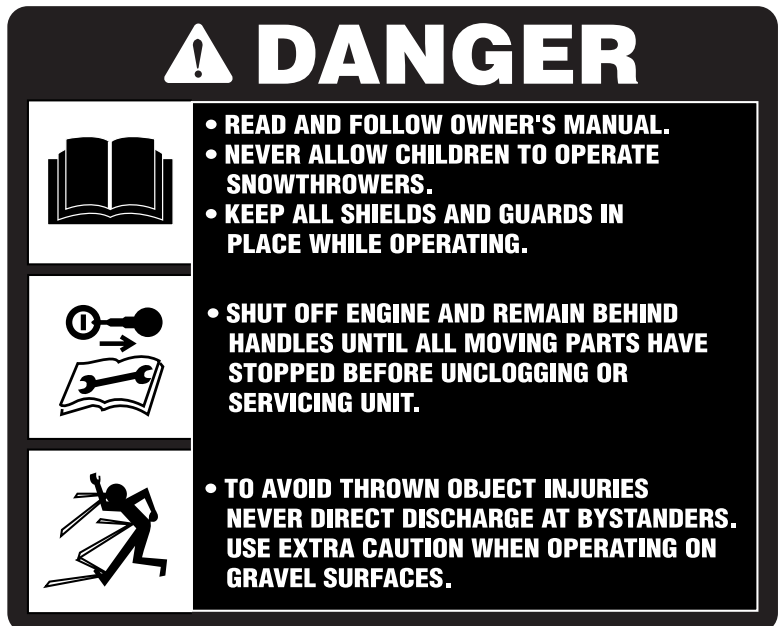 DANGER
• READ AND FOLLOW OWNER'S MANUAL.
• NEVER ALLOW CHILDREN TO OPERATE
SNOWTHROWERS.
• KEEP ALL SHIELDS AND GUARDS IN
PLACE WHILE OPERATING.
• SHUT OFF ENGINE AND REMAIN BEHIND
HANDLES UNTIL ALL MOVING PARTS HAVE
STOPPED BEFORE UNCLOGGING OR
SERVICING UNIT.
• TO AVOID THROWN OBJECT INJURIES
NEVER DIRECT DISCHARGE AT BYSTANDERS.
USE EXTRA CAUTION WHEN OPERATING ON
GRAVEL SURFACES.